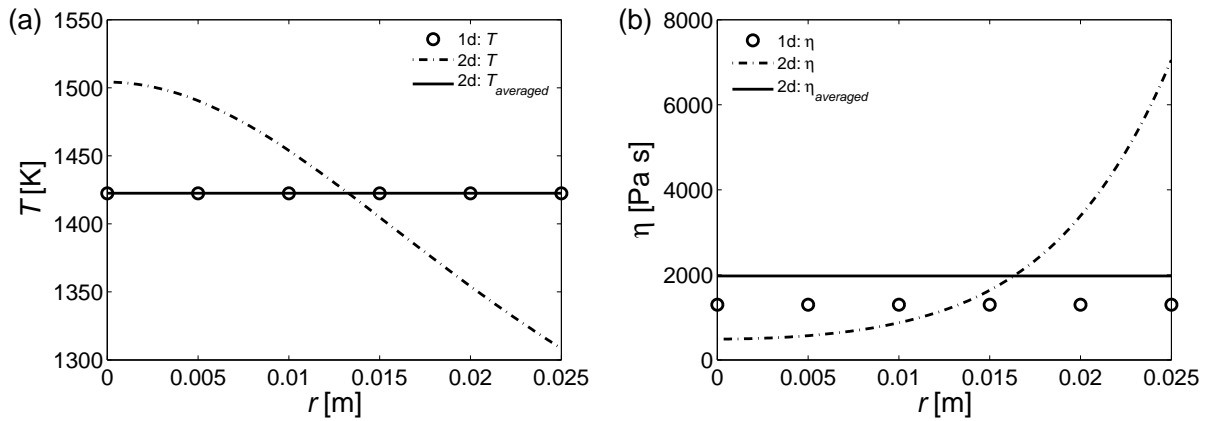 (a)
1550
1500
1450
1400
1350
1300
T [K]
1d: T
2d: T
2d: T_averaged
0 0.005 0.01 0.015 0.02 0.025
r [m]
(b)
8000
6000
4000
2000
0
η [Pa s]
1d: η
2d: η
2d: η_averaged
0 0.005 0.01 0.015 0.02 0.025
r [m]